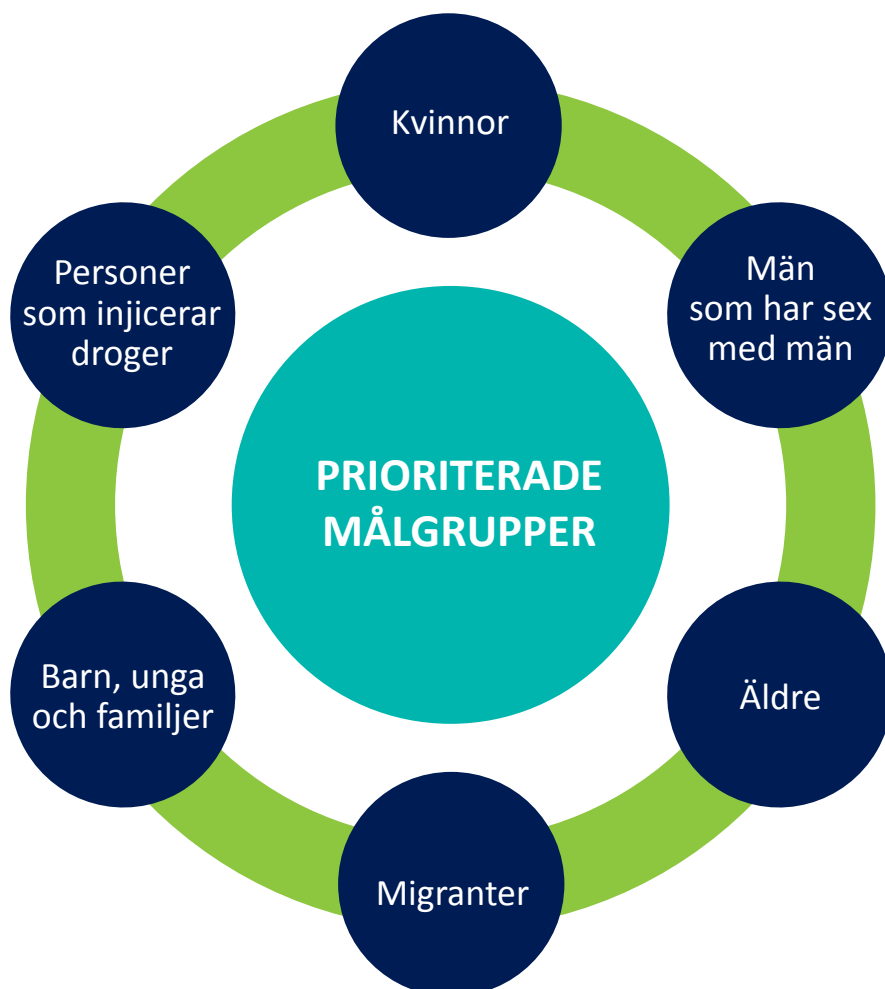 Kvinnor
Män
som har sex
med män
Äldre
Migranter
Barn, unga
och familjer
Personer
som injicerar
droger
PRIORITERADE
MÅLGRUPPER